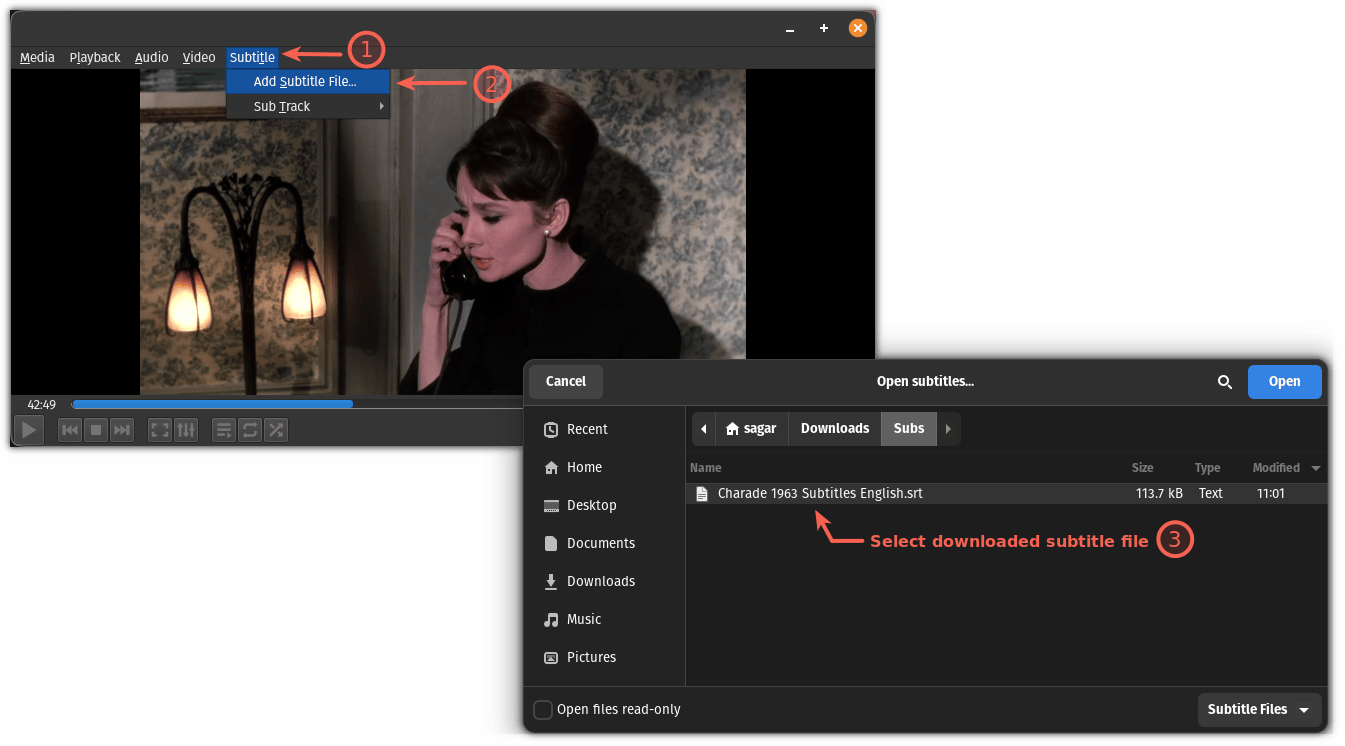 Media Playback Audio Video Subtitle
1
Add Subtitle File...
2
Sub Track
42:49
Cancel
Open subtitles...
Open
Recent
Home
Desktop
Documents
Downloads
Music
Pictures
sagar Downloads Subs
Name Size Type Modified
Charade 1963 Subtitles English.srt 113.7 kB Text 11:01
Select downloaded subtitle file 3
Open files read-only
Subtitle Files